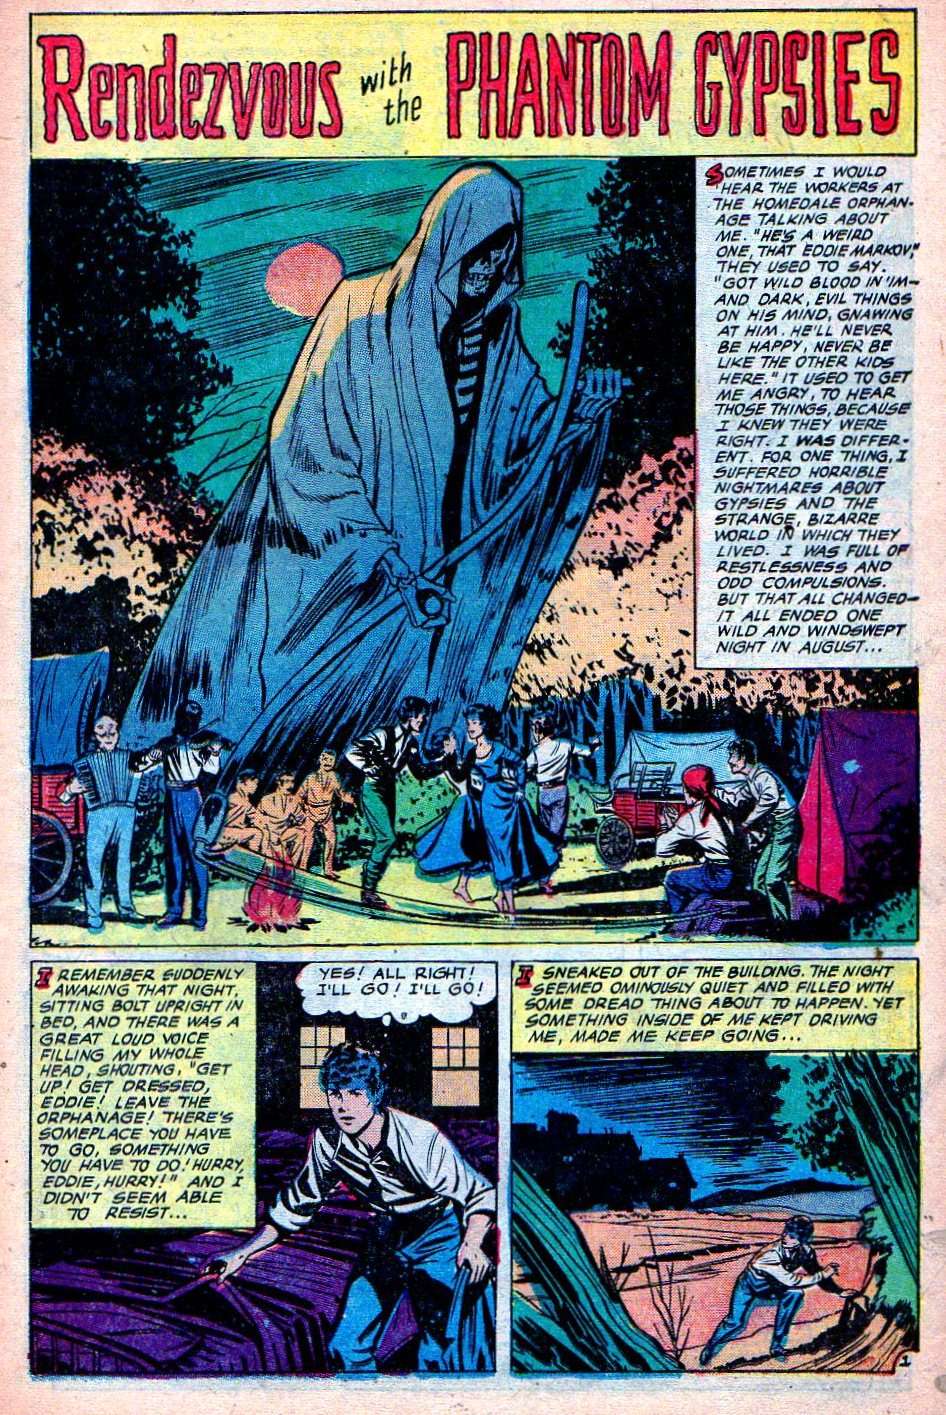 Rendezvous with the PHANTOM GYPSIES
SOMETIMES I WOULD
HEAR THE WORKERS AT
THE HOMEDALE ORPHAN-
AGE TALKING ABOUT
ME. "HE'S A WEIRD
ONE, THAT EDDIE MARKOV,"
THEY USED TO SAY.
"GOT WILD BLOOD IN 'IM—
AND DARK, EVIL THINGS
ON HIS MIND, GNAWING
AT HIM. HE'LL NEVER
BE HAPPY, NEVER BE
LIKE THE OTHER KIDS
HERE." IT USED TO GET
ME ANGRY, TO HEAR
THOSE THINGS, BECAUSE
I KNEW THEY WERE
RIGHT. I WAS DIFFER-
ENT. FOR ONE THING, I
SUFFERED HORRIBLE
NIGHTMARES ABOUT
GYPSIES AND THE
STRANGE, BIZARRE
WORLD IN WHICH THEY
LIVED. I WAS FULL OF
RESTLESSNESS AND
ODD COMPULSIONS.
BUT THAT ALL CHANGED—
IT ALL ENDED ONE
WILD AND WINDSWEPT
NIGHT IN AUGUST...
I REMEMBER SUDDENLY
AWAKING THAT NIGHT,
SITTING BOLT UPRIGHT IN
BED, AND THERE WAS A
GREAT LOUD VOICE
FILLING MY WHOLE
HEAD, SHOUTING, "GET
UP! GET DRESSED,
EDDIE! LEAVE THE
ORPHANAGE! THERE'S
SOMEPLACE YOU HAVE
TO GO, SOMETHING
YOU HAVE TO DO! HURRY,
EDDIE, HURRY!" AND I
DIDN'T SEEM ABLE
TO RESIST...
YES! ALL RIGHT!
I'LL GO! I'LL GO!
I SNEAKED OUT OF THE BUILDING. THE NIGHT
SEEMED OMINOUSLY QUIET AND FILLED WITH
SOME DREAD THING ABOUT TO HAPPEN. YET
SOMETHING INSIDE OF ME KEPT DRIVING
ME, MADE ME KEEP GOING...
1